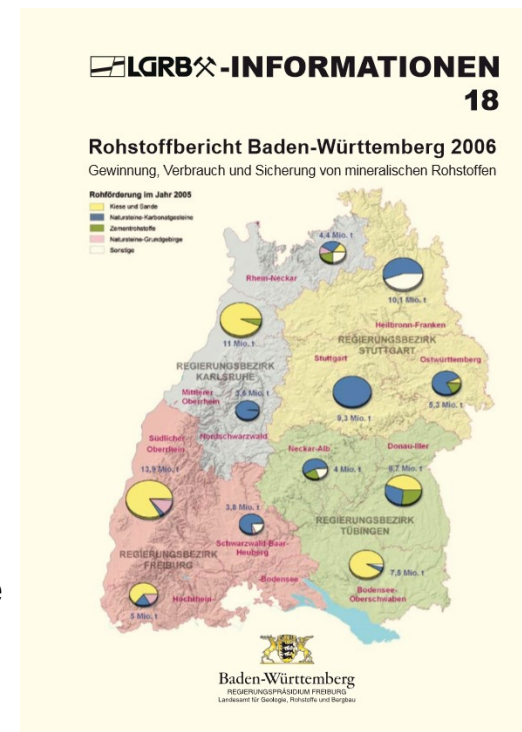 LGRB-INFORMATIONEN
18
Rohstoffbericht Baden-Württemberg 2006
Gewinnung, Verbrauch und Sicherung von mineralischen Rohstoffen
Rohförderung im Jahr 2005
Kiese und Sande
Natursteine-Karbonatgesteine
Zementrohstoffe
Natursteine-Grundgebirge
Sonstige
4,4 Mio. t
Rhein-Neckar
10,1 Mio. t
Heilbronn-Franken
11 Mio. t
REGIERUNGSBEZIRK
STUTTGART
Stuttgart
Ostwürttemberg
REGIERUNGSBEZIRK
KARLSRUHE
Mittlerer
Oberrhein
3,6 Mio. t
9,3 Mio. t
5,3 Mio. t
Nordschwarzwald
Südlicher
Oberrhein
Neckar-Alb
Donau-Iller
13,9 Mio. t
4 Mio. t
8,7 Mio. t
3,8 Mio. t
REGIERUNGSBEZIRK
TÜBINGEN
Schwarzwald-Baar-
Heuberg
REGIERUNGSBEZIRK
FREIBURG
7,5 Mio. t
-Bodensee
Bodensee-
Oberschwaben
Hochrhein-
5 Mio. t
Baden-Württemberg
REGIERUNGSPRÄSIDIUM FREIBURG
Landesamt für Geologie, Rohstoffe und Bergbau
e